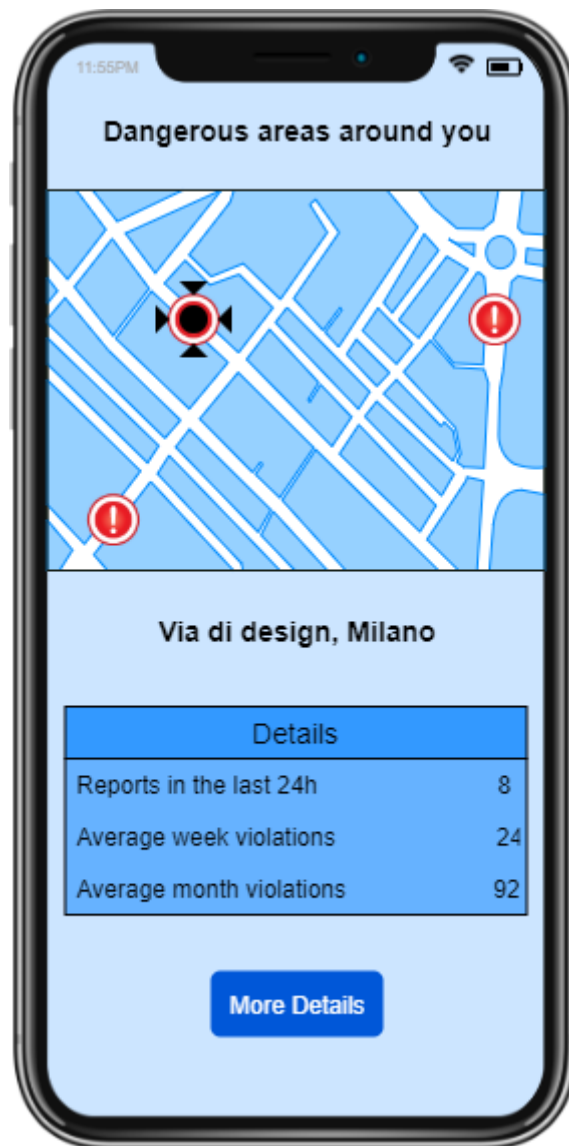 11:55PM
Dangerous areas around you
!
!
Via di design, Milano
Details
Reports in the last 24h 8
Average week violations 24
Average month violations 92
More Details